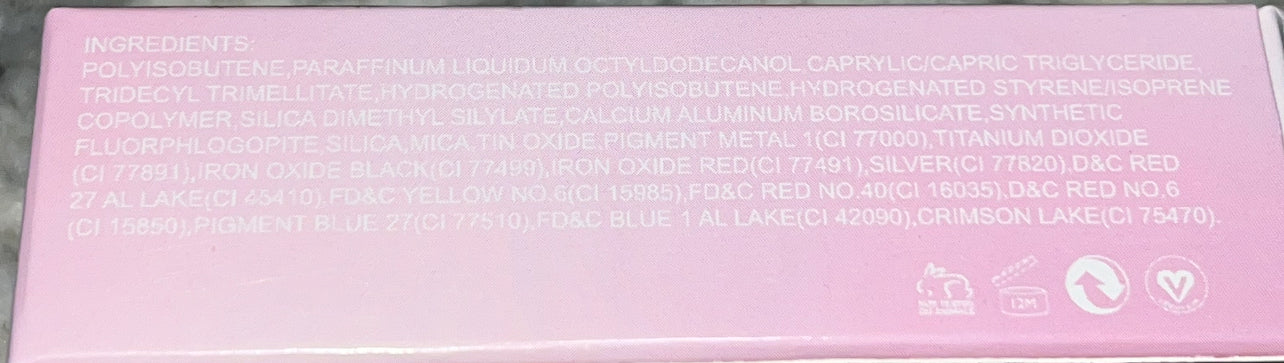 INGREDIENTS:
POLYISOBUTENE,PARAFFINUM LIQUIDUM,OCTYLDODECANOL,CAPRYLIC/CAPRIC TRIGLYCERIDE,
TRIDECYL TRIMELLITATE,HYDROGENATED POLYISOBUTENE,HYDROGENATED STYRENE/ISOPRENE
COPOLYMER,SILICA DIMETHYL SILYLATE,CALCIUM ALUMINUM BOROSILICATE,SYNTHETIC
FLUORPHLOGOPITE,SILICA,MICA,TIN OXIDE,PIGMENT METAL 1(CI 77000),TITANIUM DIOXIDE
(CI 77891),IRON OXIDE BLACK(CI 77499),IRON OXIDE RED(CI 77491),SILVER(CI 77820),D&C RED
27 AL LAKE(CI 45410),FD&C YELLOW NO.6(CI 15985),FD&C RED NO.40(CI 16035),D&C RED NO.6
(CI 15850),PIGMENT BLUE 27(CI 77510),FD&C BLUE 1 AL LAKE(CI 42090),CRIMSON LAKE(CI 75470).
12M